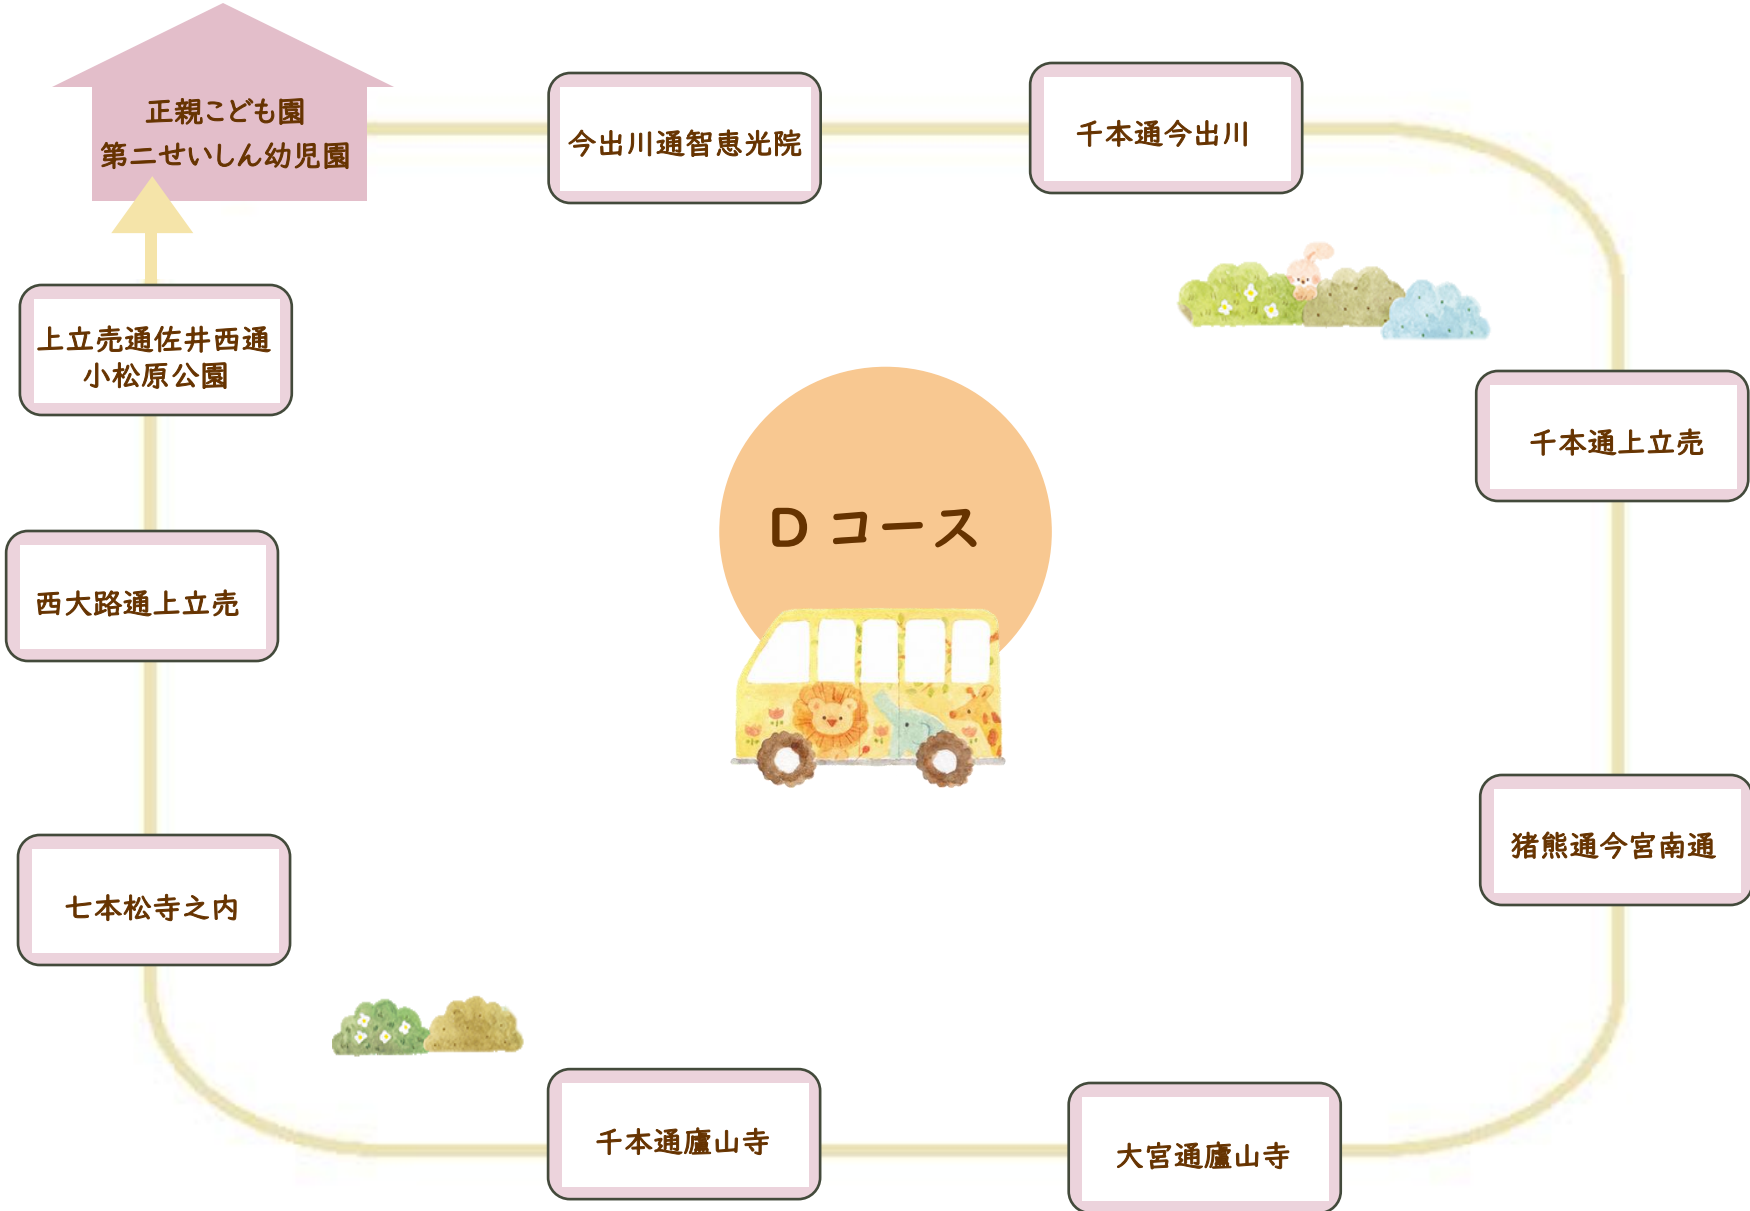 正親こども園
第二せいしん幼児園
今出川通智恵光院
千本通今出川
千本通上立売
猪熊通今宮南通
大宮通廬山寺
千本通廬山寺
七本松寺之内
西大路通上立売
上立売通佐井西通
小松原公園
D コース